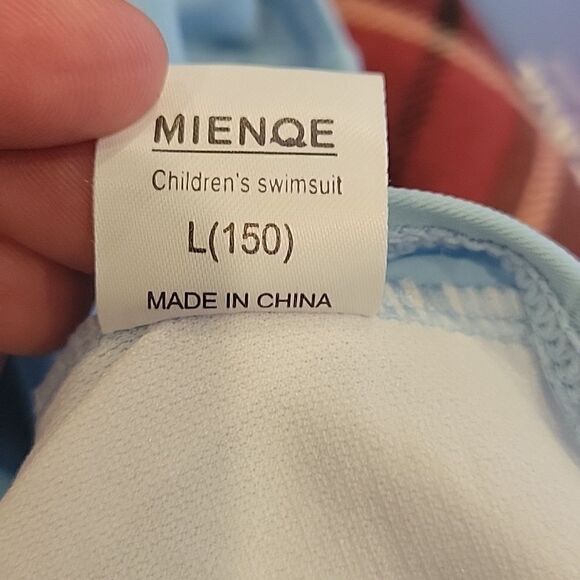 MIENQE
Children's swimsuit
L(150)
MADE IN CHINA